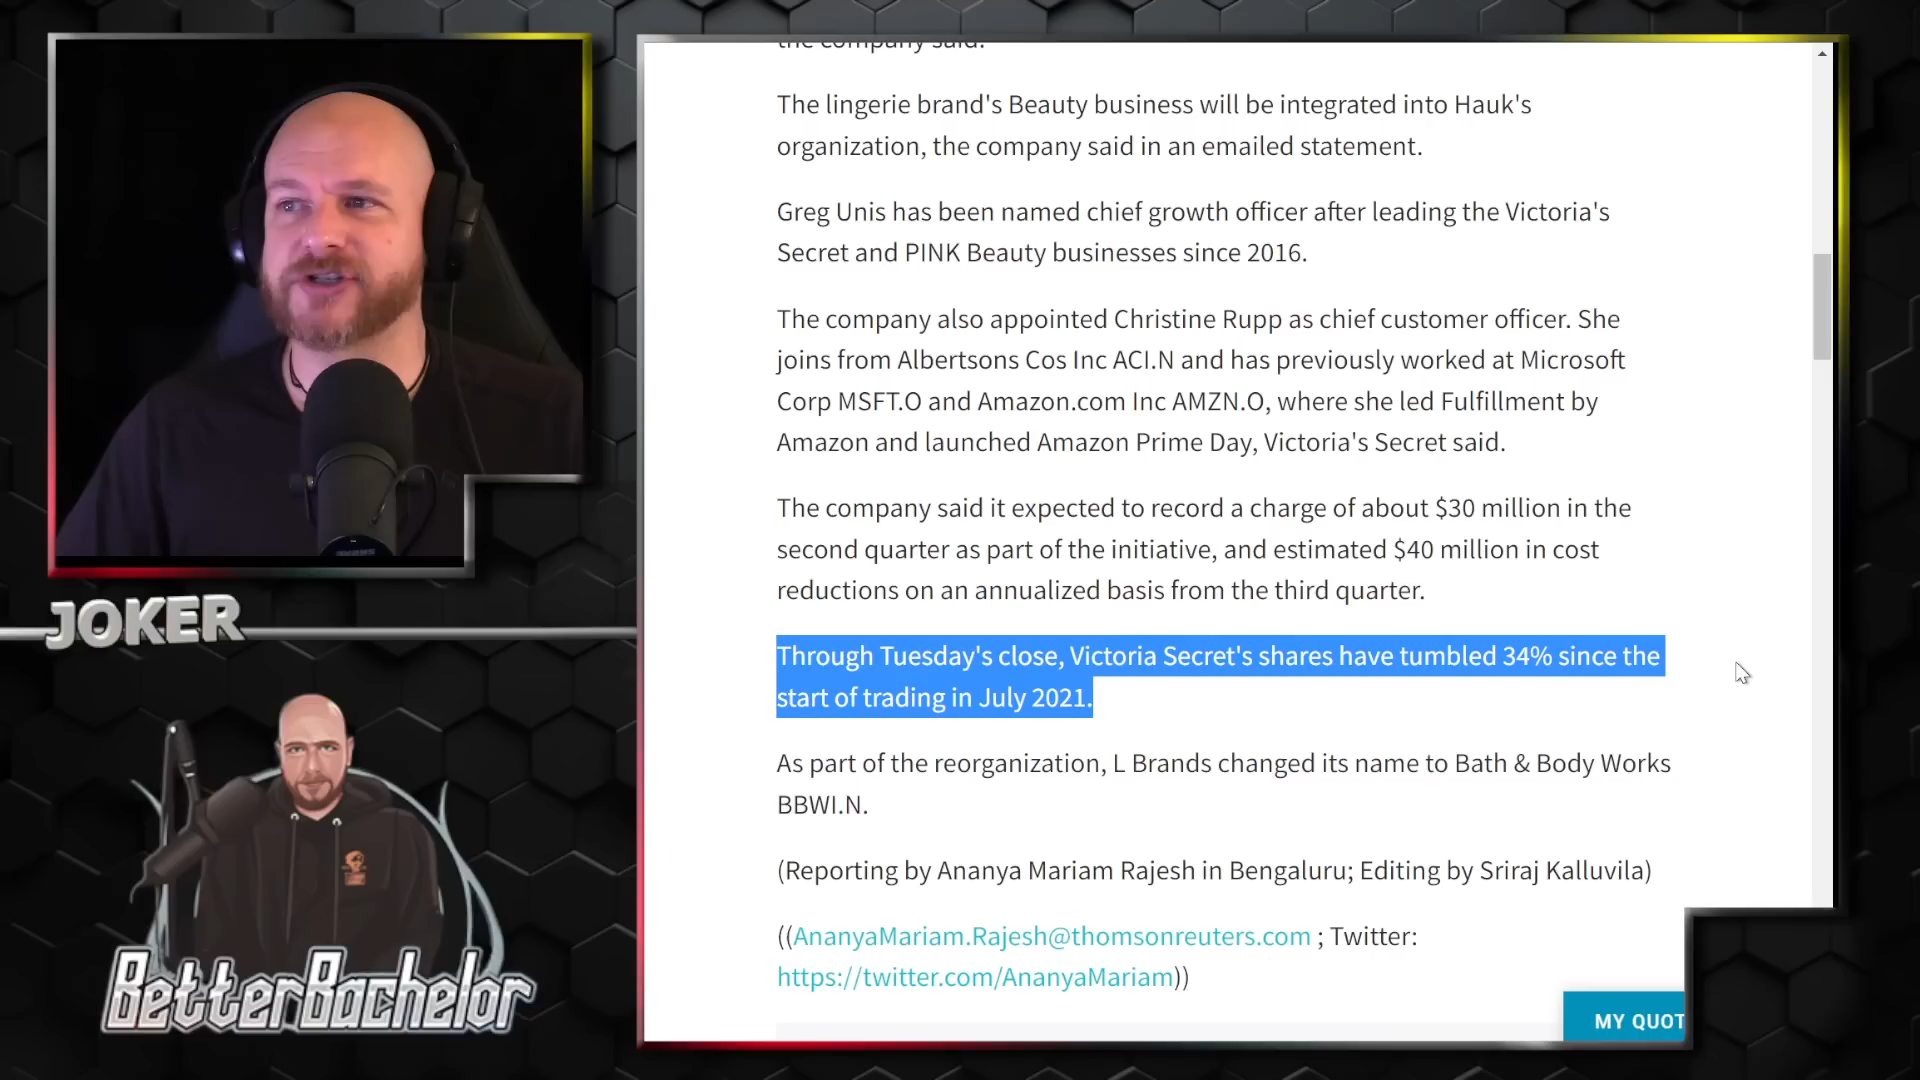 the company said.
The lingerie brand's Beauty business will be integrated into Hauk's
organization, the company said in an emailed statement.
Greg Unis has been named chief growth officer after leading the Victoria's
Secret and PINK Beauty businesses since 2016.
The company also appointed Christine Rupp as chief customer officer. She
joins from Albertsons Cos Inc ACI.N and has previously worked at Microsoft
Corp MSFT.O and Amazon.com Inc AMZN.O, where she led Fulfillment by
Amazon and launched Amazon Prime Day, Victoria's Secret said.
The company said it expected to record a charge of about $30 million in the
second quarter as part of the initiative, and estimated $40 million in cost
reductions on an annualized basis from the third quarter.
Through Tuesday's close, Victoria Secret's shares have tumbled 34% since the
start of trading in July 2021.
As part of the reorganization, L Brands changed its name to Bath & Body Works
BBWI.N.
(Reporting by Ananya Mariam Rajesh in Bengaluru; Editing by Sriraj Kalluvila)
((AnanyaMariam.Rajesh@thomsonreuters.com ; Twitter:
https://twitter.com/AnanyaMariam))
MY QUOT
JOKER
BetterBachelor